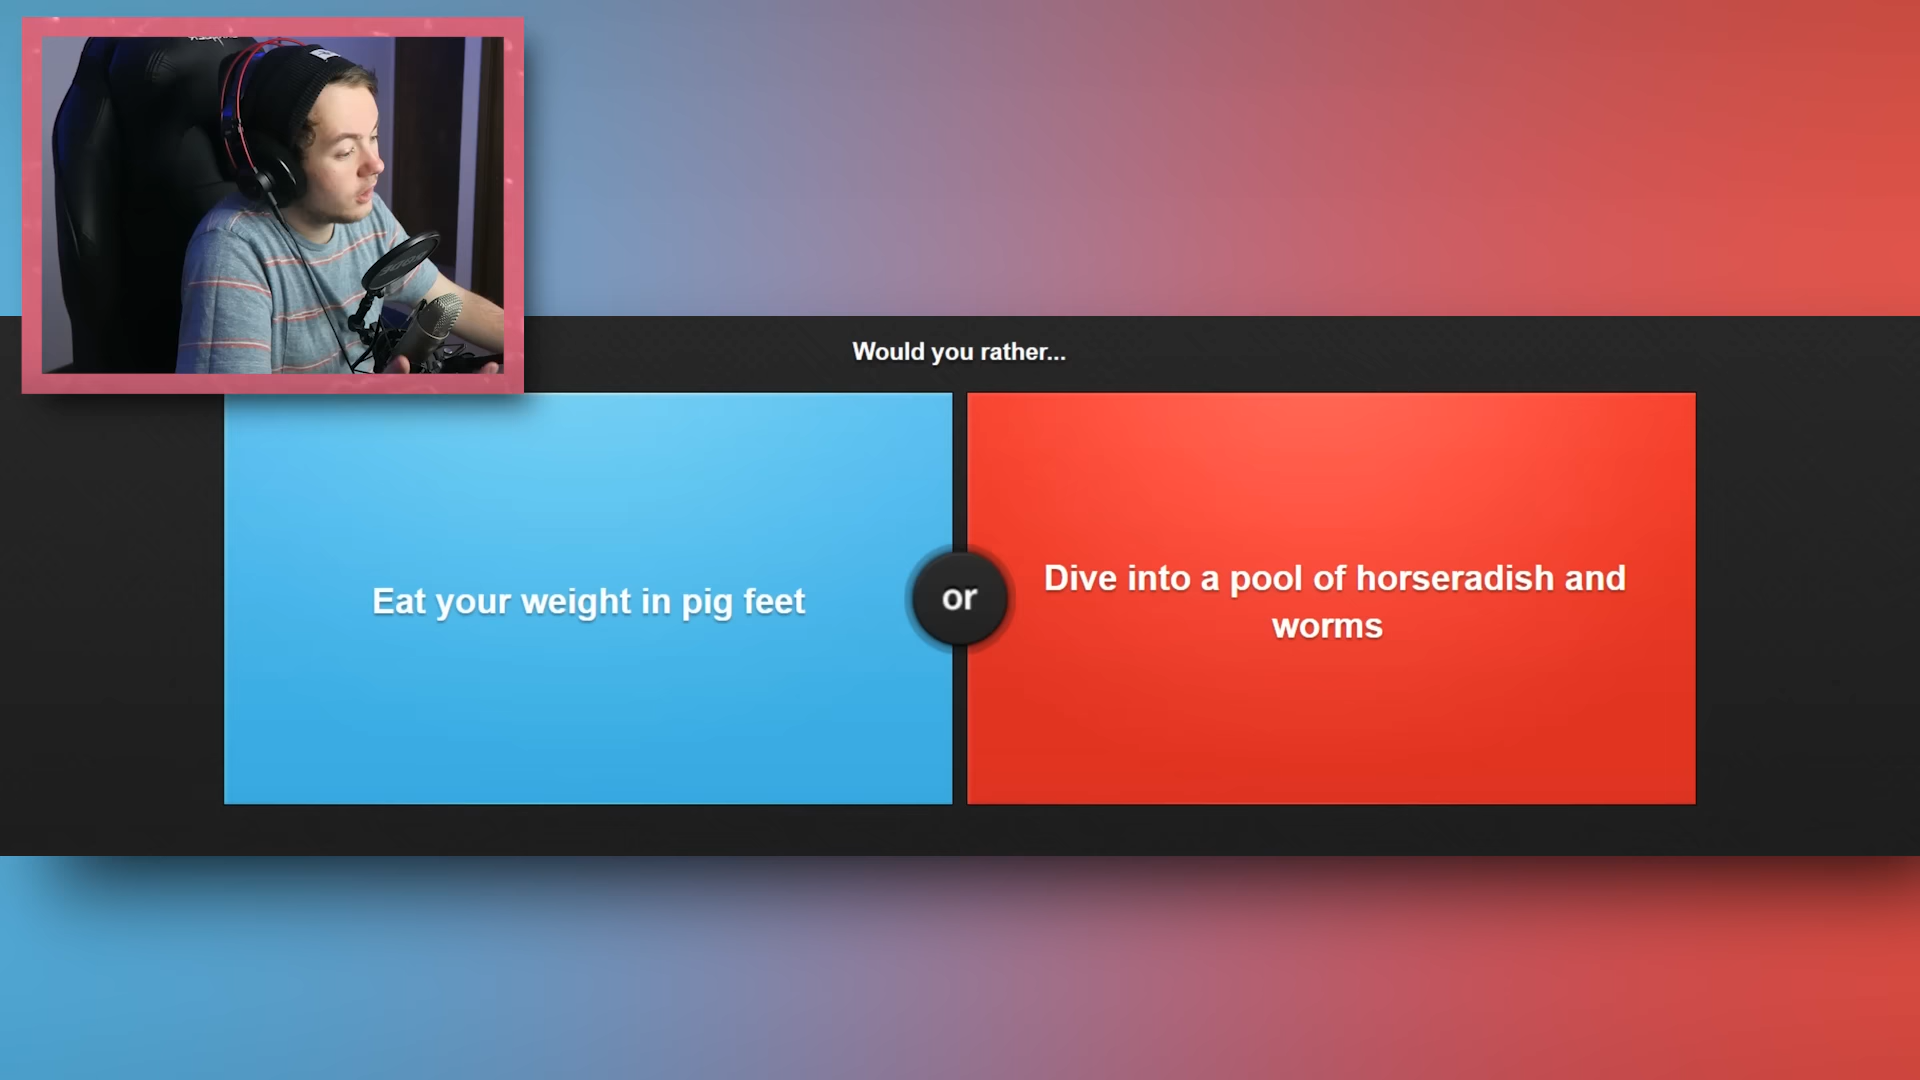 Would you rather...
Eat your weight in pig feet
or
Dive into a pool of horseradish and
worms